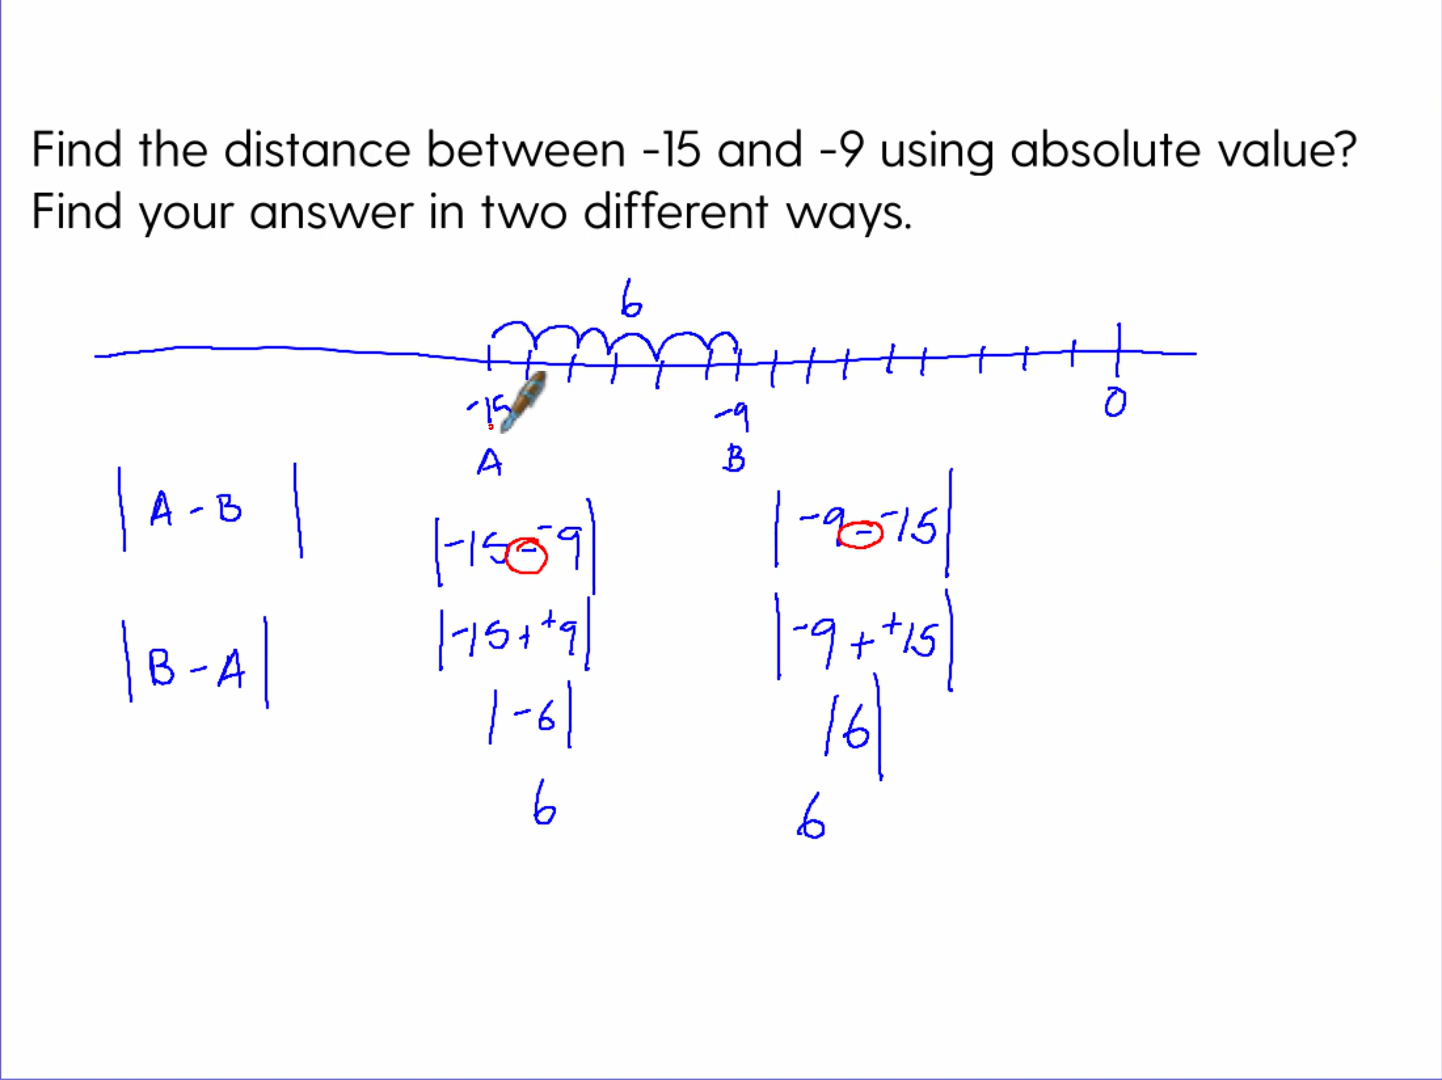 Find the distance between -15 and -9 using absolute value?
Find your answer in two different ways.
6
-15 -9 0
A B
|A - B| |-15 - -9| |-9 - -15|
|-15 + +9| |-9 + +15|
|B - A| |-6| |6|
6 6